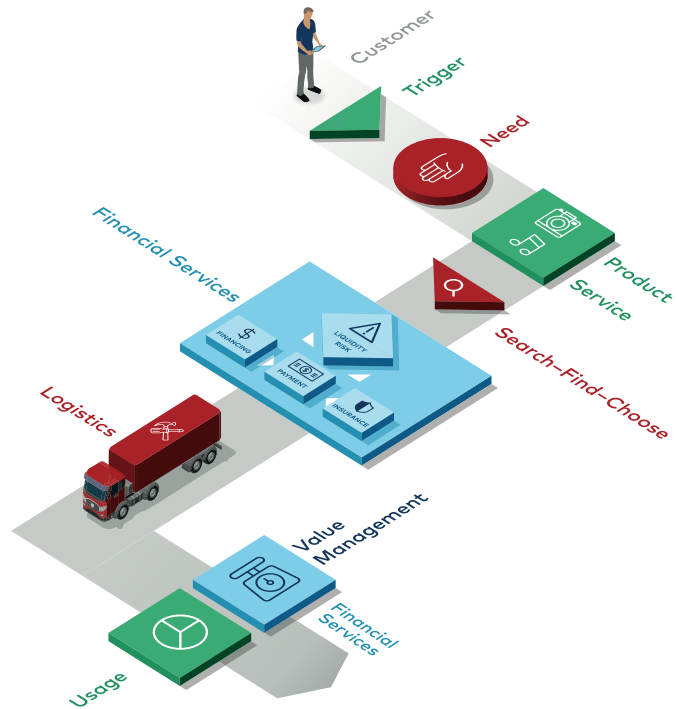 Customer
Trigger
Need
Product
Service
Search–Find–Choose
Financial Services
FINANCING
LIQUIDITY
RISK
PAYMENT
INSURANCE
Logistics
Value
Management
Financial
Services
Usage